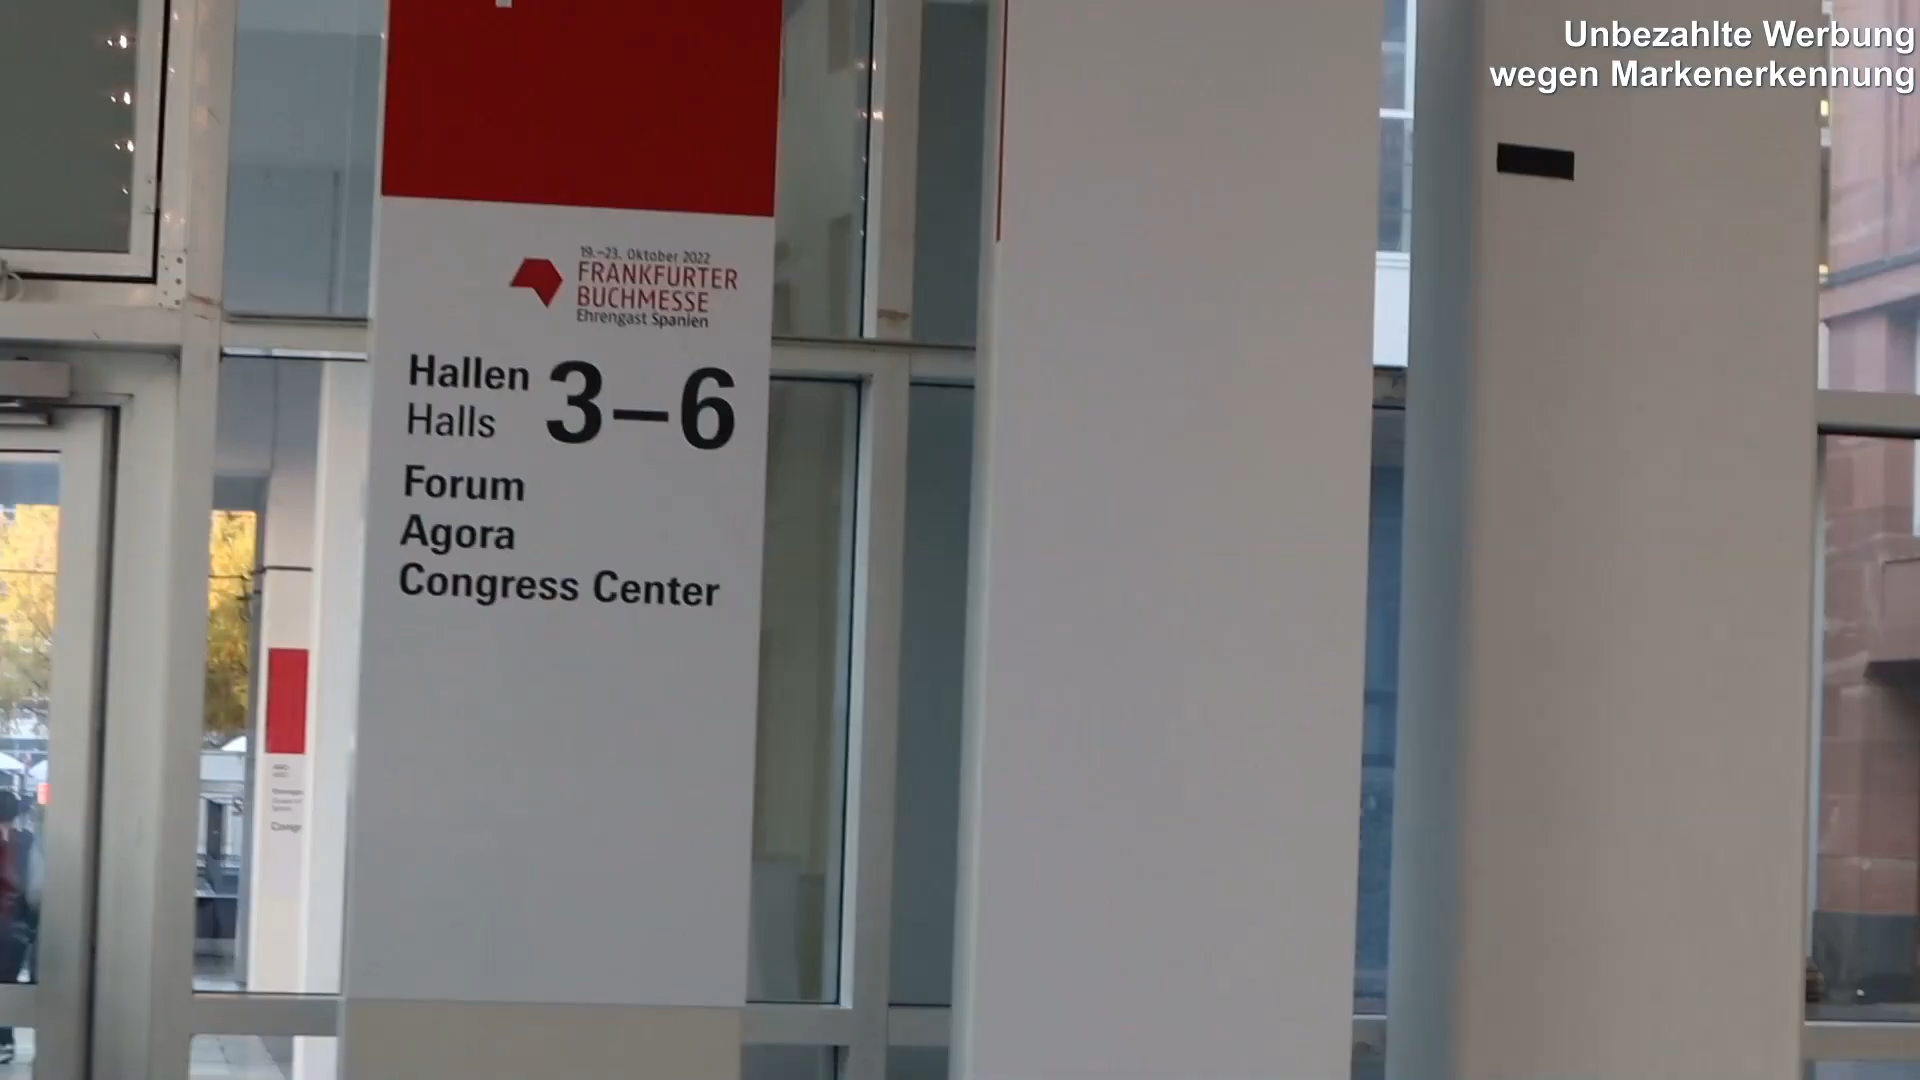 Unbezahlte Werbung
wegen Markenerkennung
19.–23. Oktober 2022
FRANKFURTER
BUCHMESSE
Ehrengast Spanien
Hallen 3–6
Halls
Forum
Agora
Congress Center